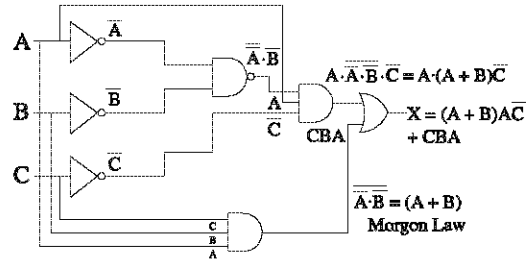 A
A̅
A̅·B̅
A·A̅·B̅·C̅=A·(A + B)C̅
B
B̅
A
C̅
CBA
X = (A + B)AC̅
+ CBA
C
C̅
A̅·B̅ = (A + B)
Morgon Law
C
B
A